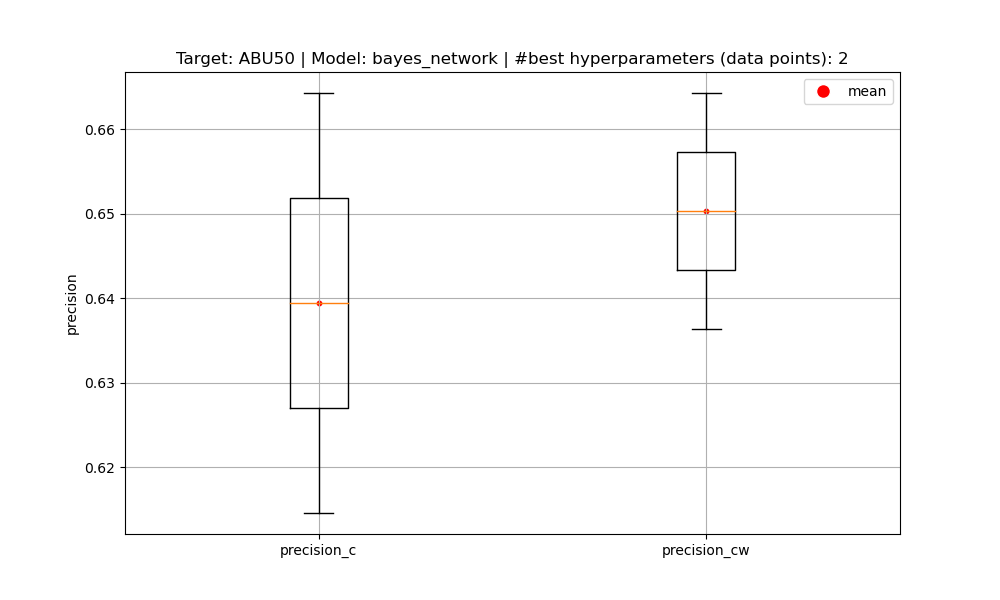 Target: ABU50 | Model: bayes_network | #best hyperparameters (data points): 2
mean
0.66
0.65
0.64
0.63
0.62
precision
precision_c
precision_cw